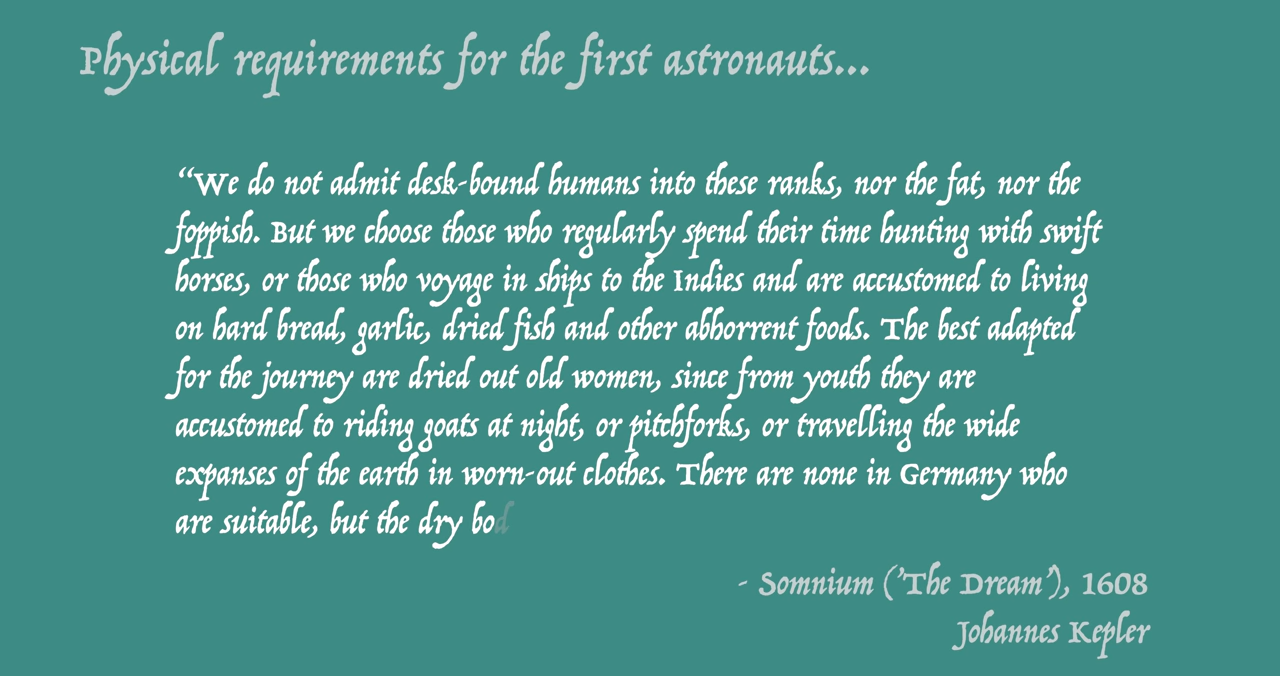 Physical requirements for the first astronauts...
“We do not admit desk-bound humans into these ranks, nor the fat, nor the
foppish. But we choose those who regularly spend their time hunting with swift
horses, or those who voyage in ships to the Indies and are accustomed to living
on hard bread, garlic, dried fish and other abhorrent foods. The best adapted
for the journey are dried out old women, since from youth they are
accustomed to riding goats at night, or pitchforks, or travelling the wide
expanses of the earth in worn-out clothes. There are none in Germany who
are suitable, but the dry bod
- Somnium ('The Dream'), 1608
Johannes Kepler